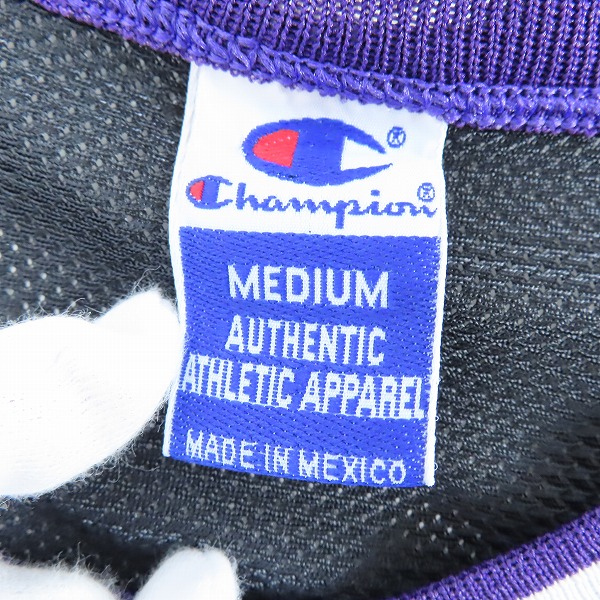 ®
Champion®
MEDIUM
AUTHENTIC
ATHLETIC APPAREL
MADE IN MEXICO